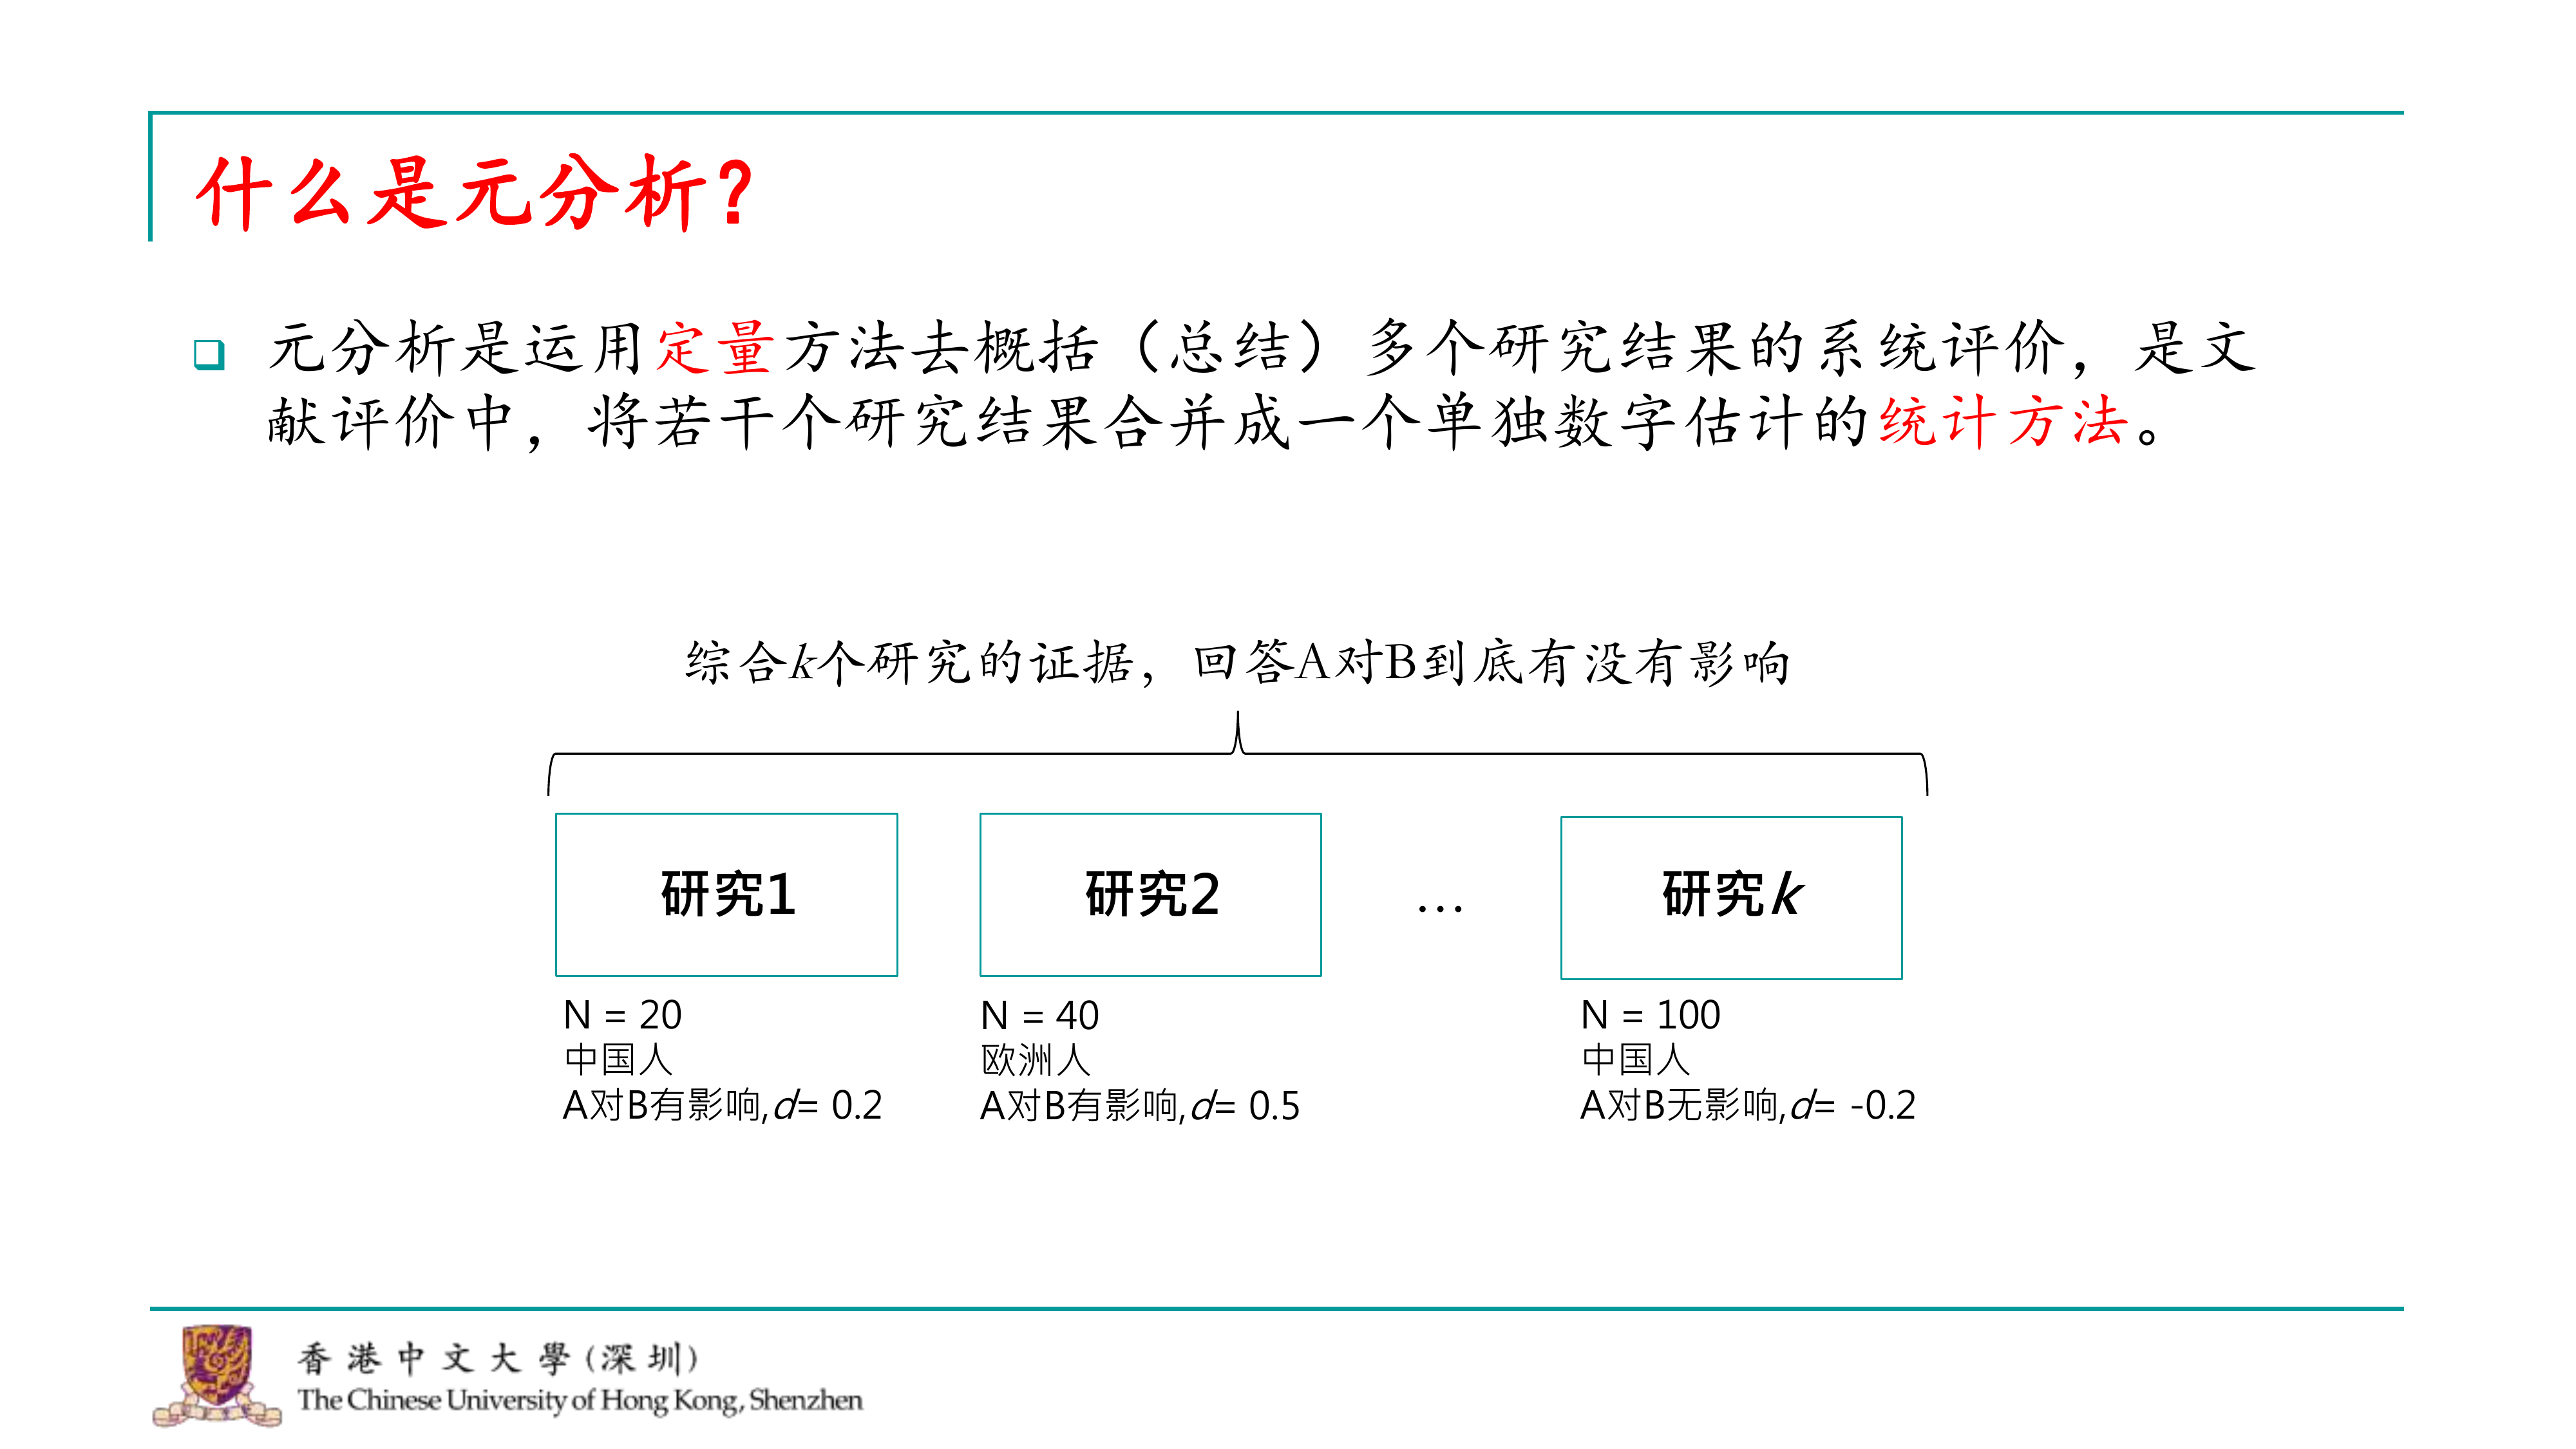 什么是元分析?
元分析是运用定量方法去概括（总结）多个研究结果的系统评价，是文
献评价中，将若干个研究结果合并成一个单独数字估计的统计方法。
综合k个研究的证据，回答A对B到底有没有影响
研究1
研究2
…
研究k
N = 20
中国人
A对B有影响,d= 0.2
N = 40
欧洲人
A对B有影响,d= 0.5
N = 100
中国人
A对B无影响,d= -0.2
香港中文大學(深圳)
The Chinese University of Hong Kong, Shenzhen